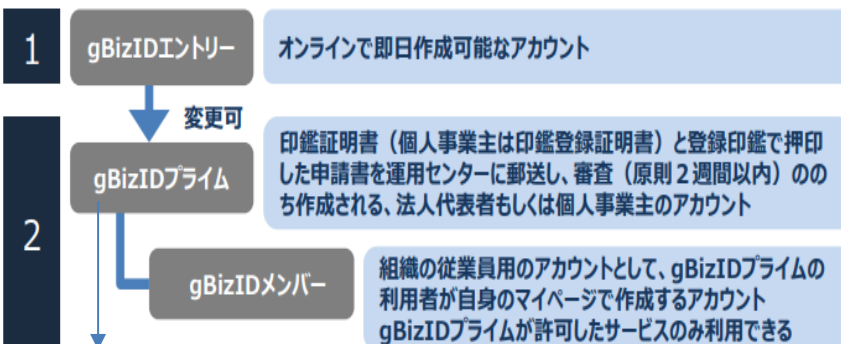 1
gBizIDエントリー
オンラインで即日作成可能なアカウント
変更可
2
gBizIDプライム
印鑑証明書（個人事業主は印鑑登録証明書）と登録印鑑で押印
した申請書を運用センターに郵送し、審査（原則２週間以内）のの
ち作成される、法人代表者もしくは個人事業主のアカウント
gBizIDメンバー
組織の従業員用のアカウントとして、gBizIDプライムの
利用者が自身のマイページで作成するアカウント
gBizIDプライムが許可したサービスのみ利用できる